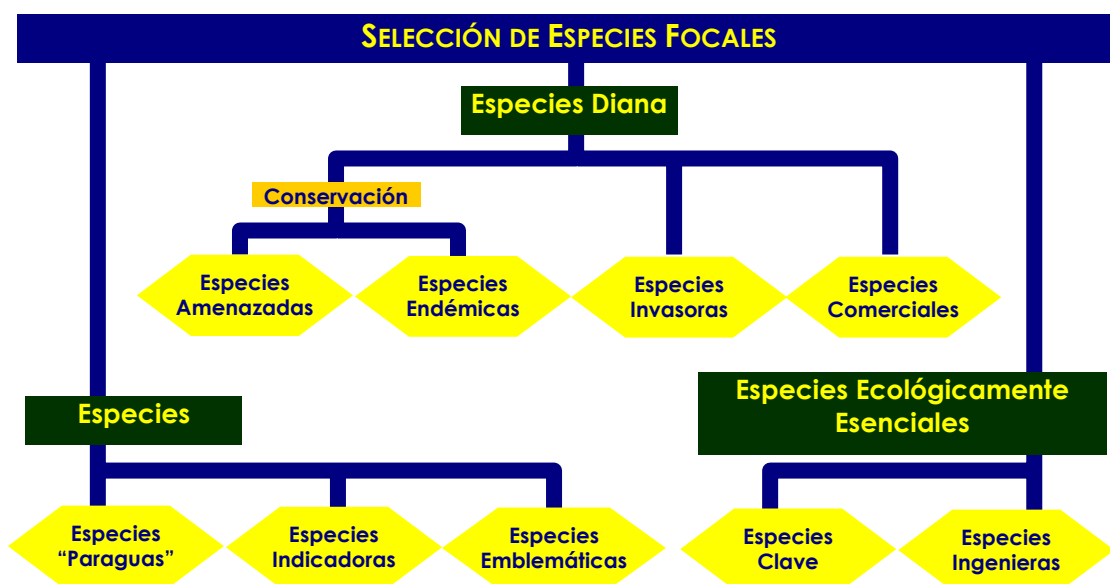 SELECCIÓN DE ESPECIES FOCALES
Especies Diana
Conservación
Especies
Amenazadas
Especies
Endémicas
Especies
Invasoras
Especies
Comerciales
Especies
Especies Ecológicamente
Esenciales
Especies
“Paraguas”
Especies
Indicadoras
Especies
Emblemáticas
Especies
Clave
Especies
Ingenieras